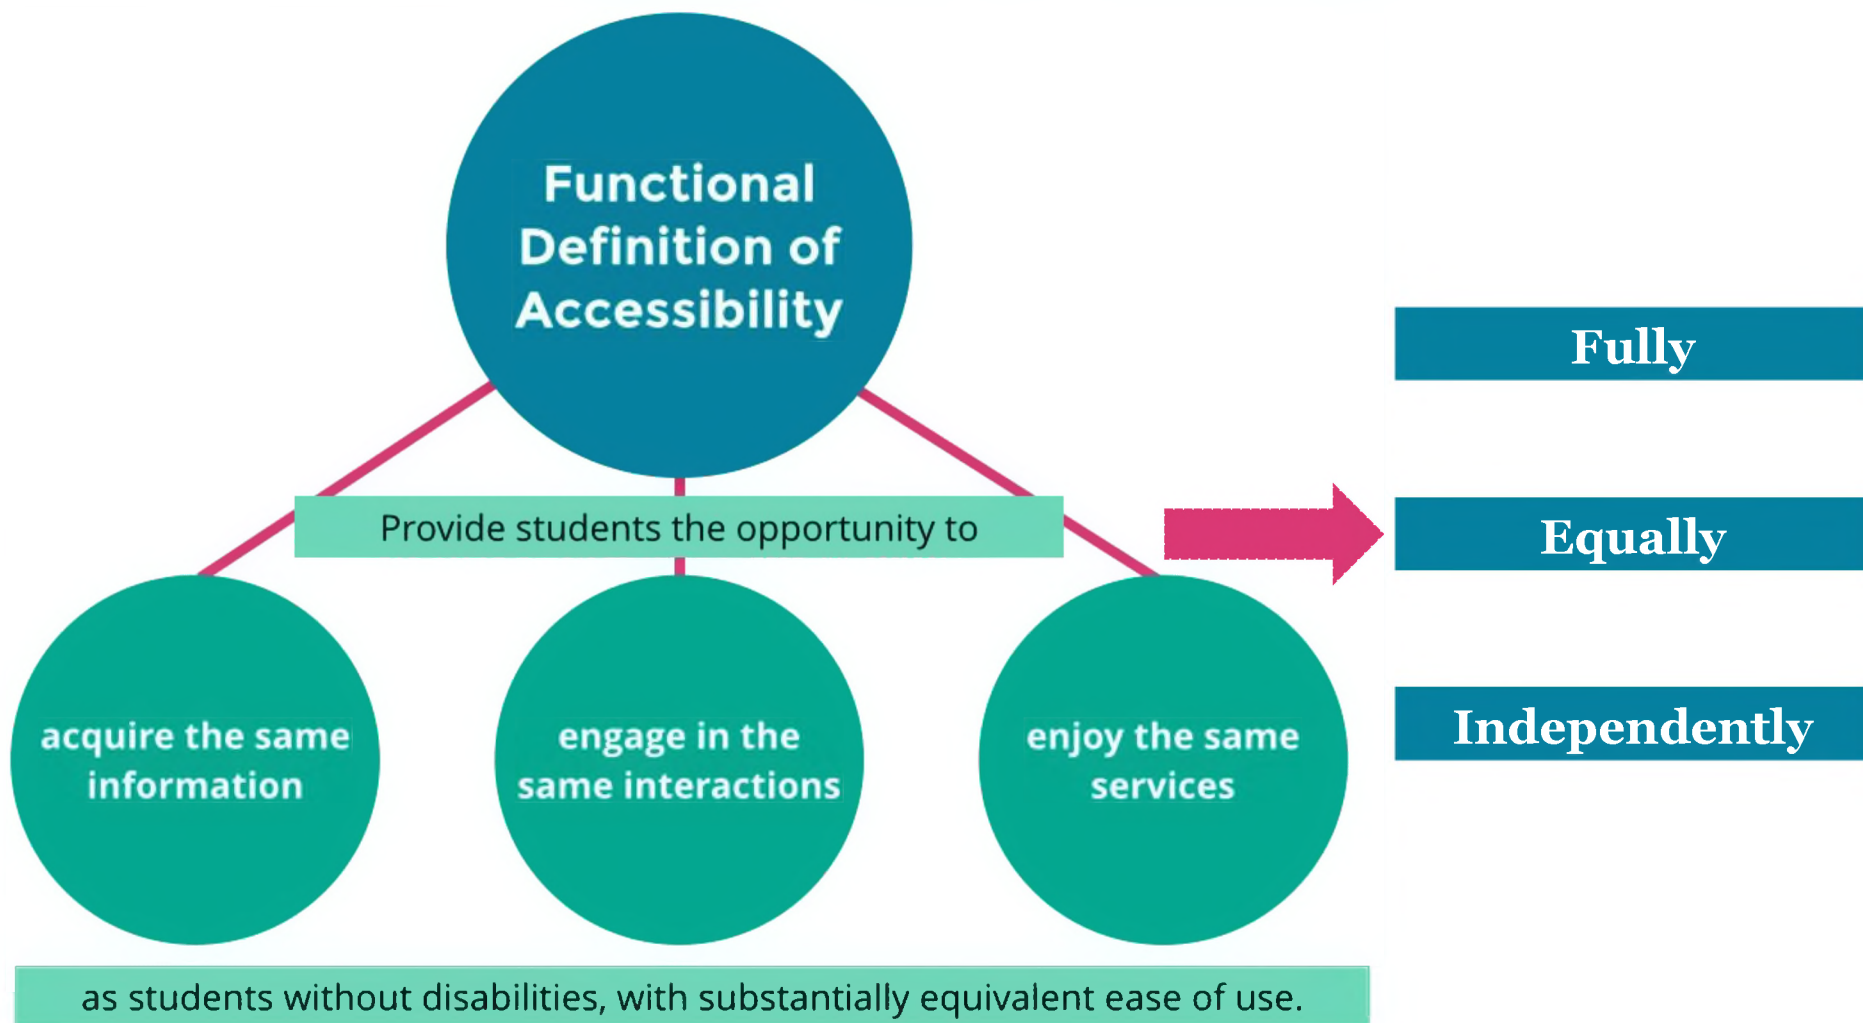 Functional
Definition of
Accessibility
Provide students the opportunity to
acquire the same
information
engage in the
same interactions
enjoy the same
services
as students without disabilities, with substantially equivalent ease of use.
Fully
Equally
Independently